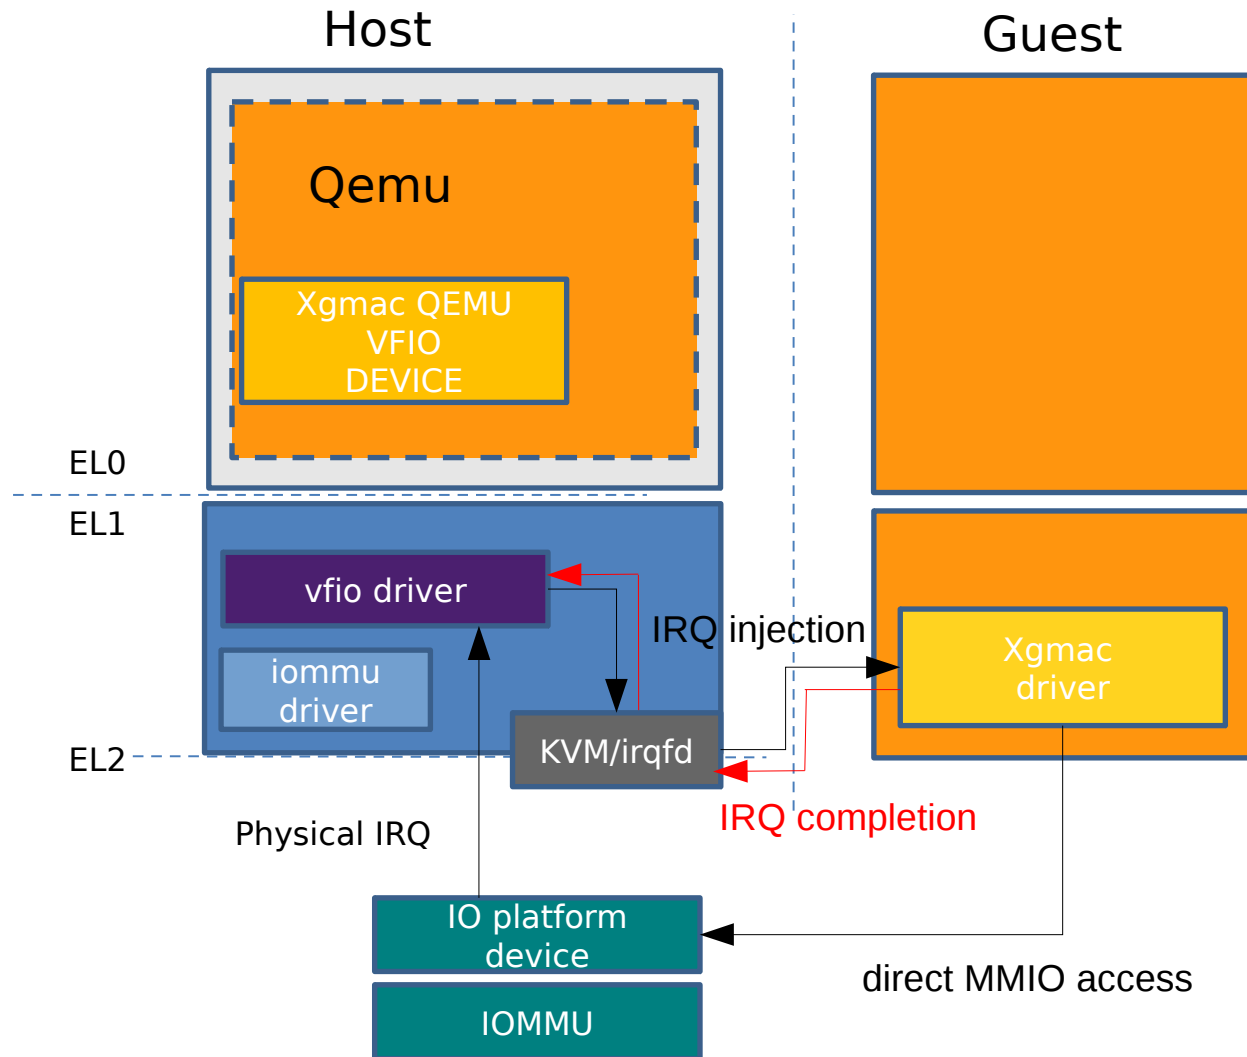 Host
Guest
Qemu
Xgmac QEMU
VFIO
DEVICE
EL0
EL1
vfio driver
IRQ injection
iommu
driver
Xgmac
driver
EL2
KVM/irqfd
IRQ completion
Physical IRQ
IO platform
device
direct MMIO access
IOMMU